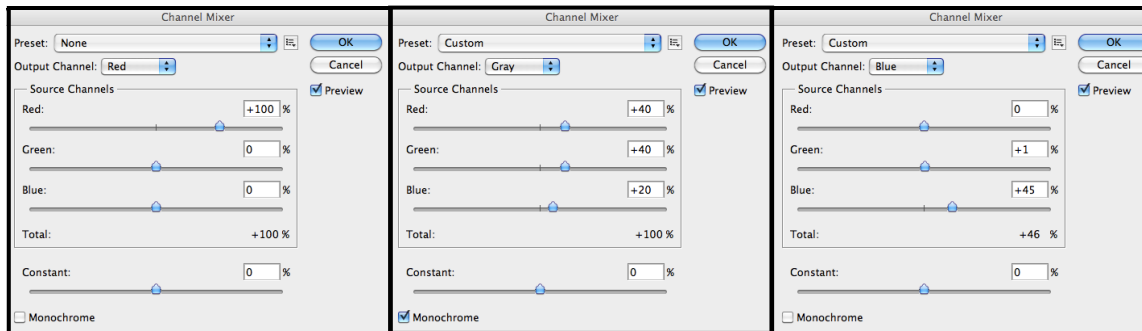 Channel Mixer
Preset: None
OK
Output Channel: Red
Cancel
Source Channels
Preview
Red: +100 %
Green: 0 %
Blue: 0 %
Total: +100 %
Constant: 0 %
Monochrome
Channel Mixer
Preset: Custom
OK
Output Channel: Gray
Cancel
Source Channels
Preview
Red: +40 %
Green: +40 %
Blue: +20 %
Total: +100 %
Constant: 0 %
Monochrome
Channel Mixer
Preset: Custom
OK
Output Channel: Blue
Cancel
Source Channels
Preview
Red: 0 %
Green: +1 %
Blue: +45 %
Total: +46 %
Constant: 0 %
Monochrome